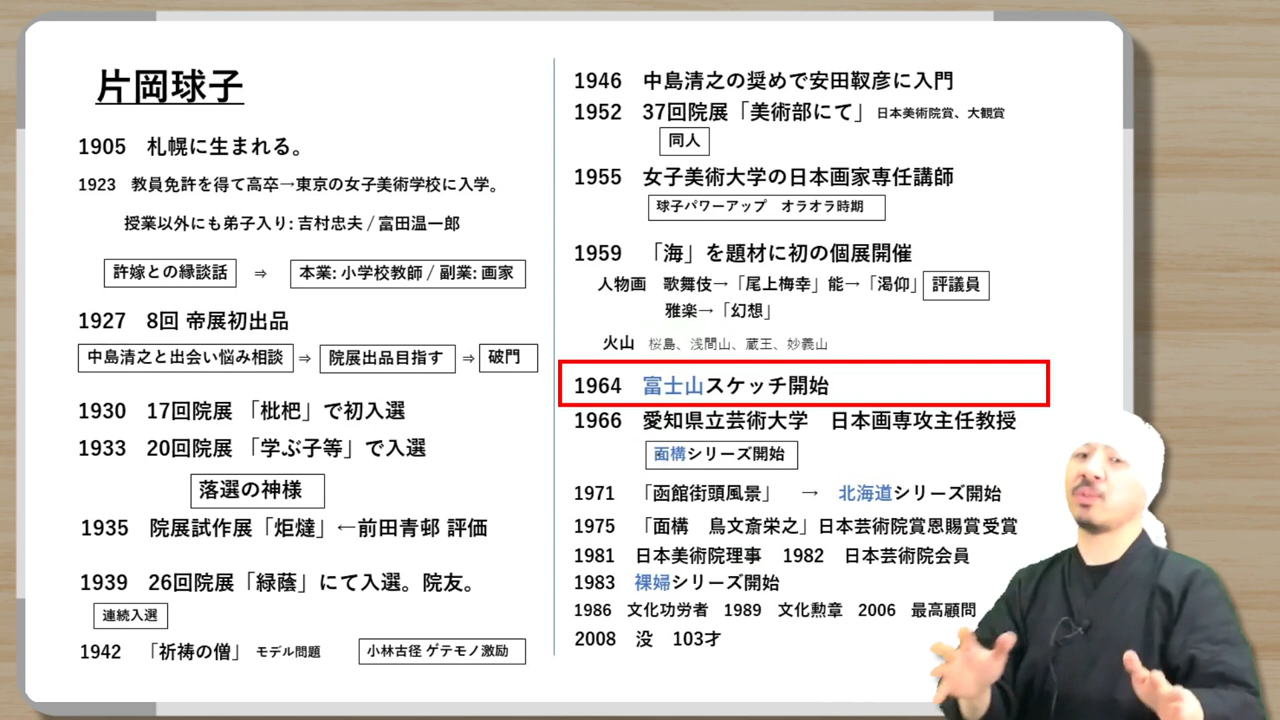 片岡球子
1905 札幌に生まれる。
1923 教員免許を得て高卒→東京の女子美術学校に入学。
授業以外にも弟子入り: 吉村忠夫 / 富田温一郎
許嫁との縁談話 ⇒ 本業: 小学校教師 / 副業: 画家
1927 8回 帝展初出品
中島清之と出会い悩み相談 ⇒ 院展出品目指す ⇒ 破門
1930 17回院展 「枇杷」で初入選
1933 20回院展 「学ぶ子等」で入選
落選の神様
1935 院展試作展「炬燵」←前田青邨 評価
1939 26回院展「緑蔭」にて入選。院友。
連続入選
1942 「祈祷の僧」 モデル問題 小林古径 ゲテモノ激励
1946 中島清之の奨めで安田靫彦に入門
1952 37回院展「美術部にて」 日本美術院賞、大観賞
同人
1955 女子美術大学の日本画家専任講師
球子パワーアップ オラオラ時期
1959 「海」を題材に初の個展開催
人物画 歌舞伎→「尾上梅幸」能→「渇仰」 評議員
雅楽→「幻想」
火山 桜島、浅間山、蔵王、妙義山
1964 富士山スケッチ開始
1966 愛知県立芸術大学 日本画専攻主任教授
面構シリーズ開始
1971 「函館街頭風景」 → 北海道シリーズ開始
1975 「面構 鳥文斎栄之」日本芸術院賞恩賜賞受賞
1981 日本美術院理事 1982 日本芸術院会員
1983 裸婦シリーズ開始
1986 文化功労者 1989 文化勲章 2006 最高顧問
2008 没 103才